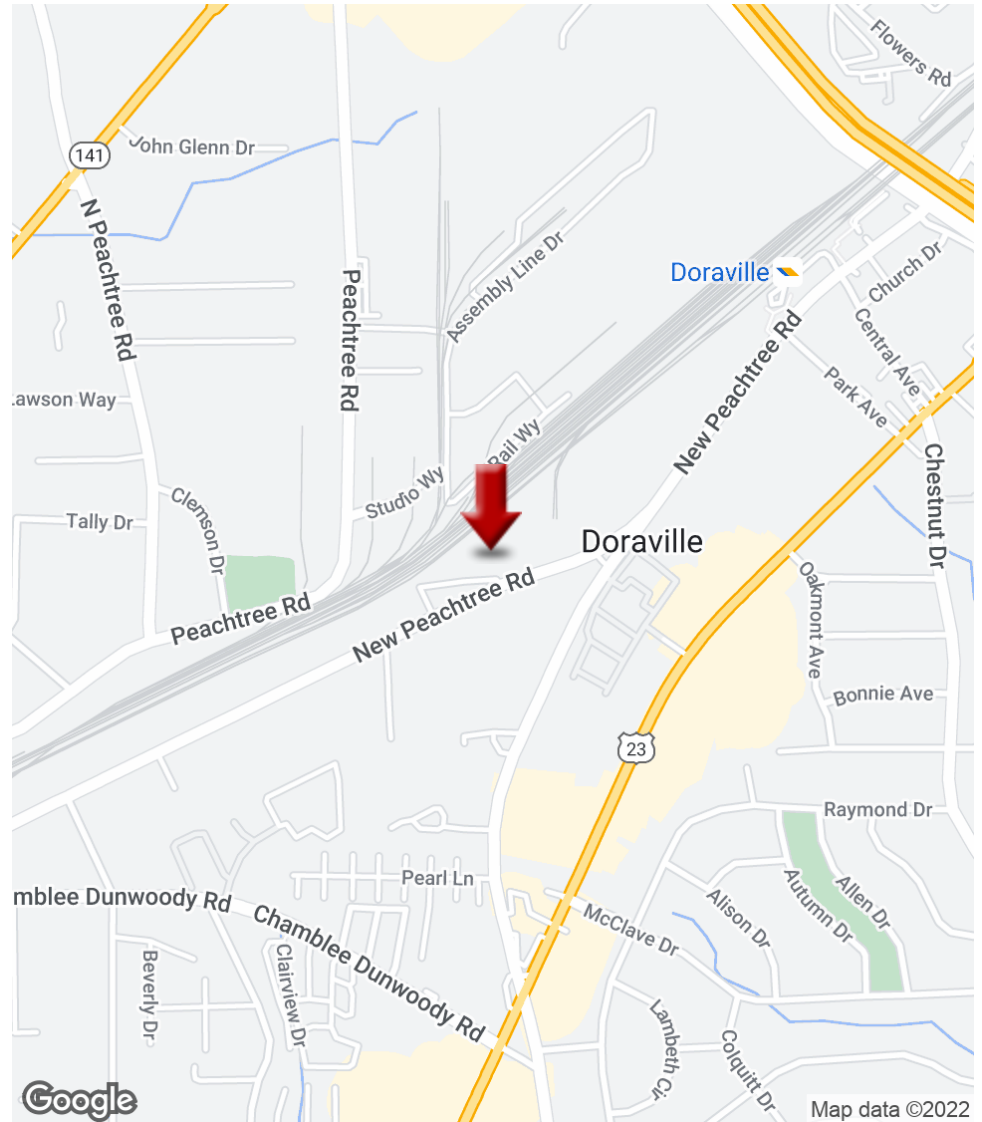 Flowers Rd
John Glenn Dr
141
N Peachtree Rd
Peachtree Rd
Assembly Line Dr
Doraville
Church Dr
Central Ave
New Peachtree Rd
Park Ave
Lawson Way
Rail Wy
Studio Wy
Clemson Dr
Tally Dr
Chestnut Dr
Doraville
Oakmont Ave
Peachtree Rd
New Peachtree Rd
Bonnie Ave
23
Raymond Dr
Pearl Ln
mblee Dunwoody Rd
Chamblee Dunwoody Rd
McClave Dr
Alison Dr
Autumn Dr
Allen Dr
Beverly Dr
Clairview Dr
Lambeth Cir
Colquitt Dr
Google
Map data ©2022